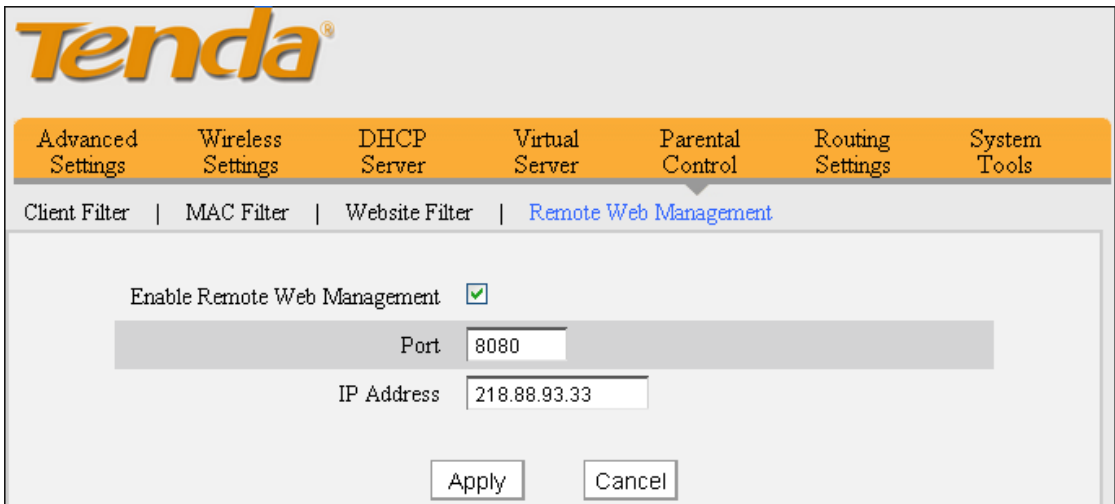 Tenda®
Advanced Settings
Wireless Settings
DHCP Server
Virtual Server
Parental Control
Routing Settings
System Tools
Client Filter | MAC Filter | Website Filter | Remote Web Management
Enable Remote Web Management
Port 8080
IP Address 218.88.93.33
Apply Cancel